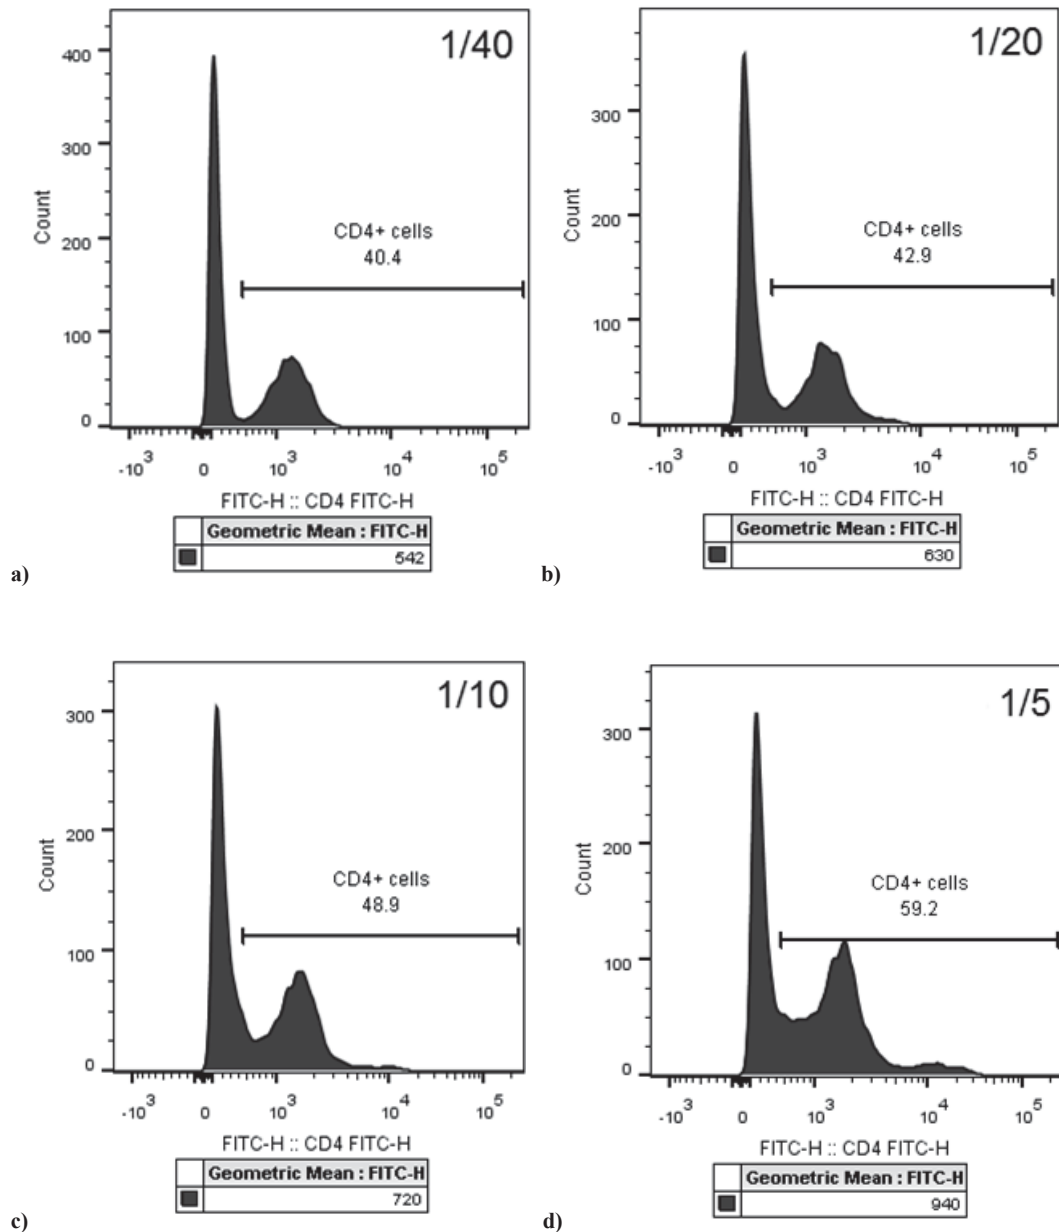 1/40
400
300
200
100
0
Count
CD4+ cells
40.4
-10^3 0 10^3 10^4 10^5
FITC-H :: CD4 FITC-H
Geometric Mean : FITC-H
542
a)
1/20
300
200
100
0
Count
CD4+ cells
42.9
-10^3 0 10^3 10^4 10^5
FITC-H :: CD4 FITC-H
Geometric Mean : FITC-H
630
b)
1/10
300
200
100
0
Count
CD4+ cells
48.9
-10^3 0 10^3 10^4 10^5
FITC-H :: CD4 FITC-H
Geometric Mean : FITC-H
720
c)
1/5
300
200
100
0
Count
CD4+ cells
59.2
-10^3 0 10^3 10^4 10^5
FITC-H :: CD4 FITC-H
Geometric Mean : FITC-H
940
d)